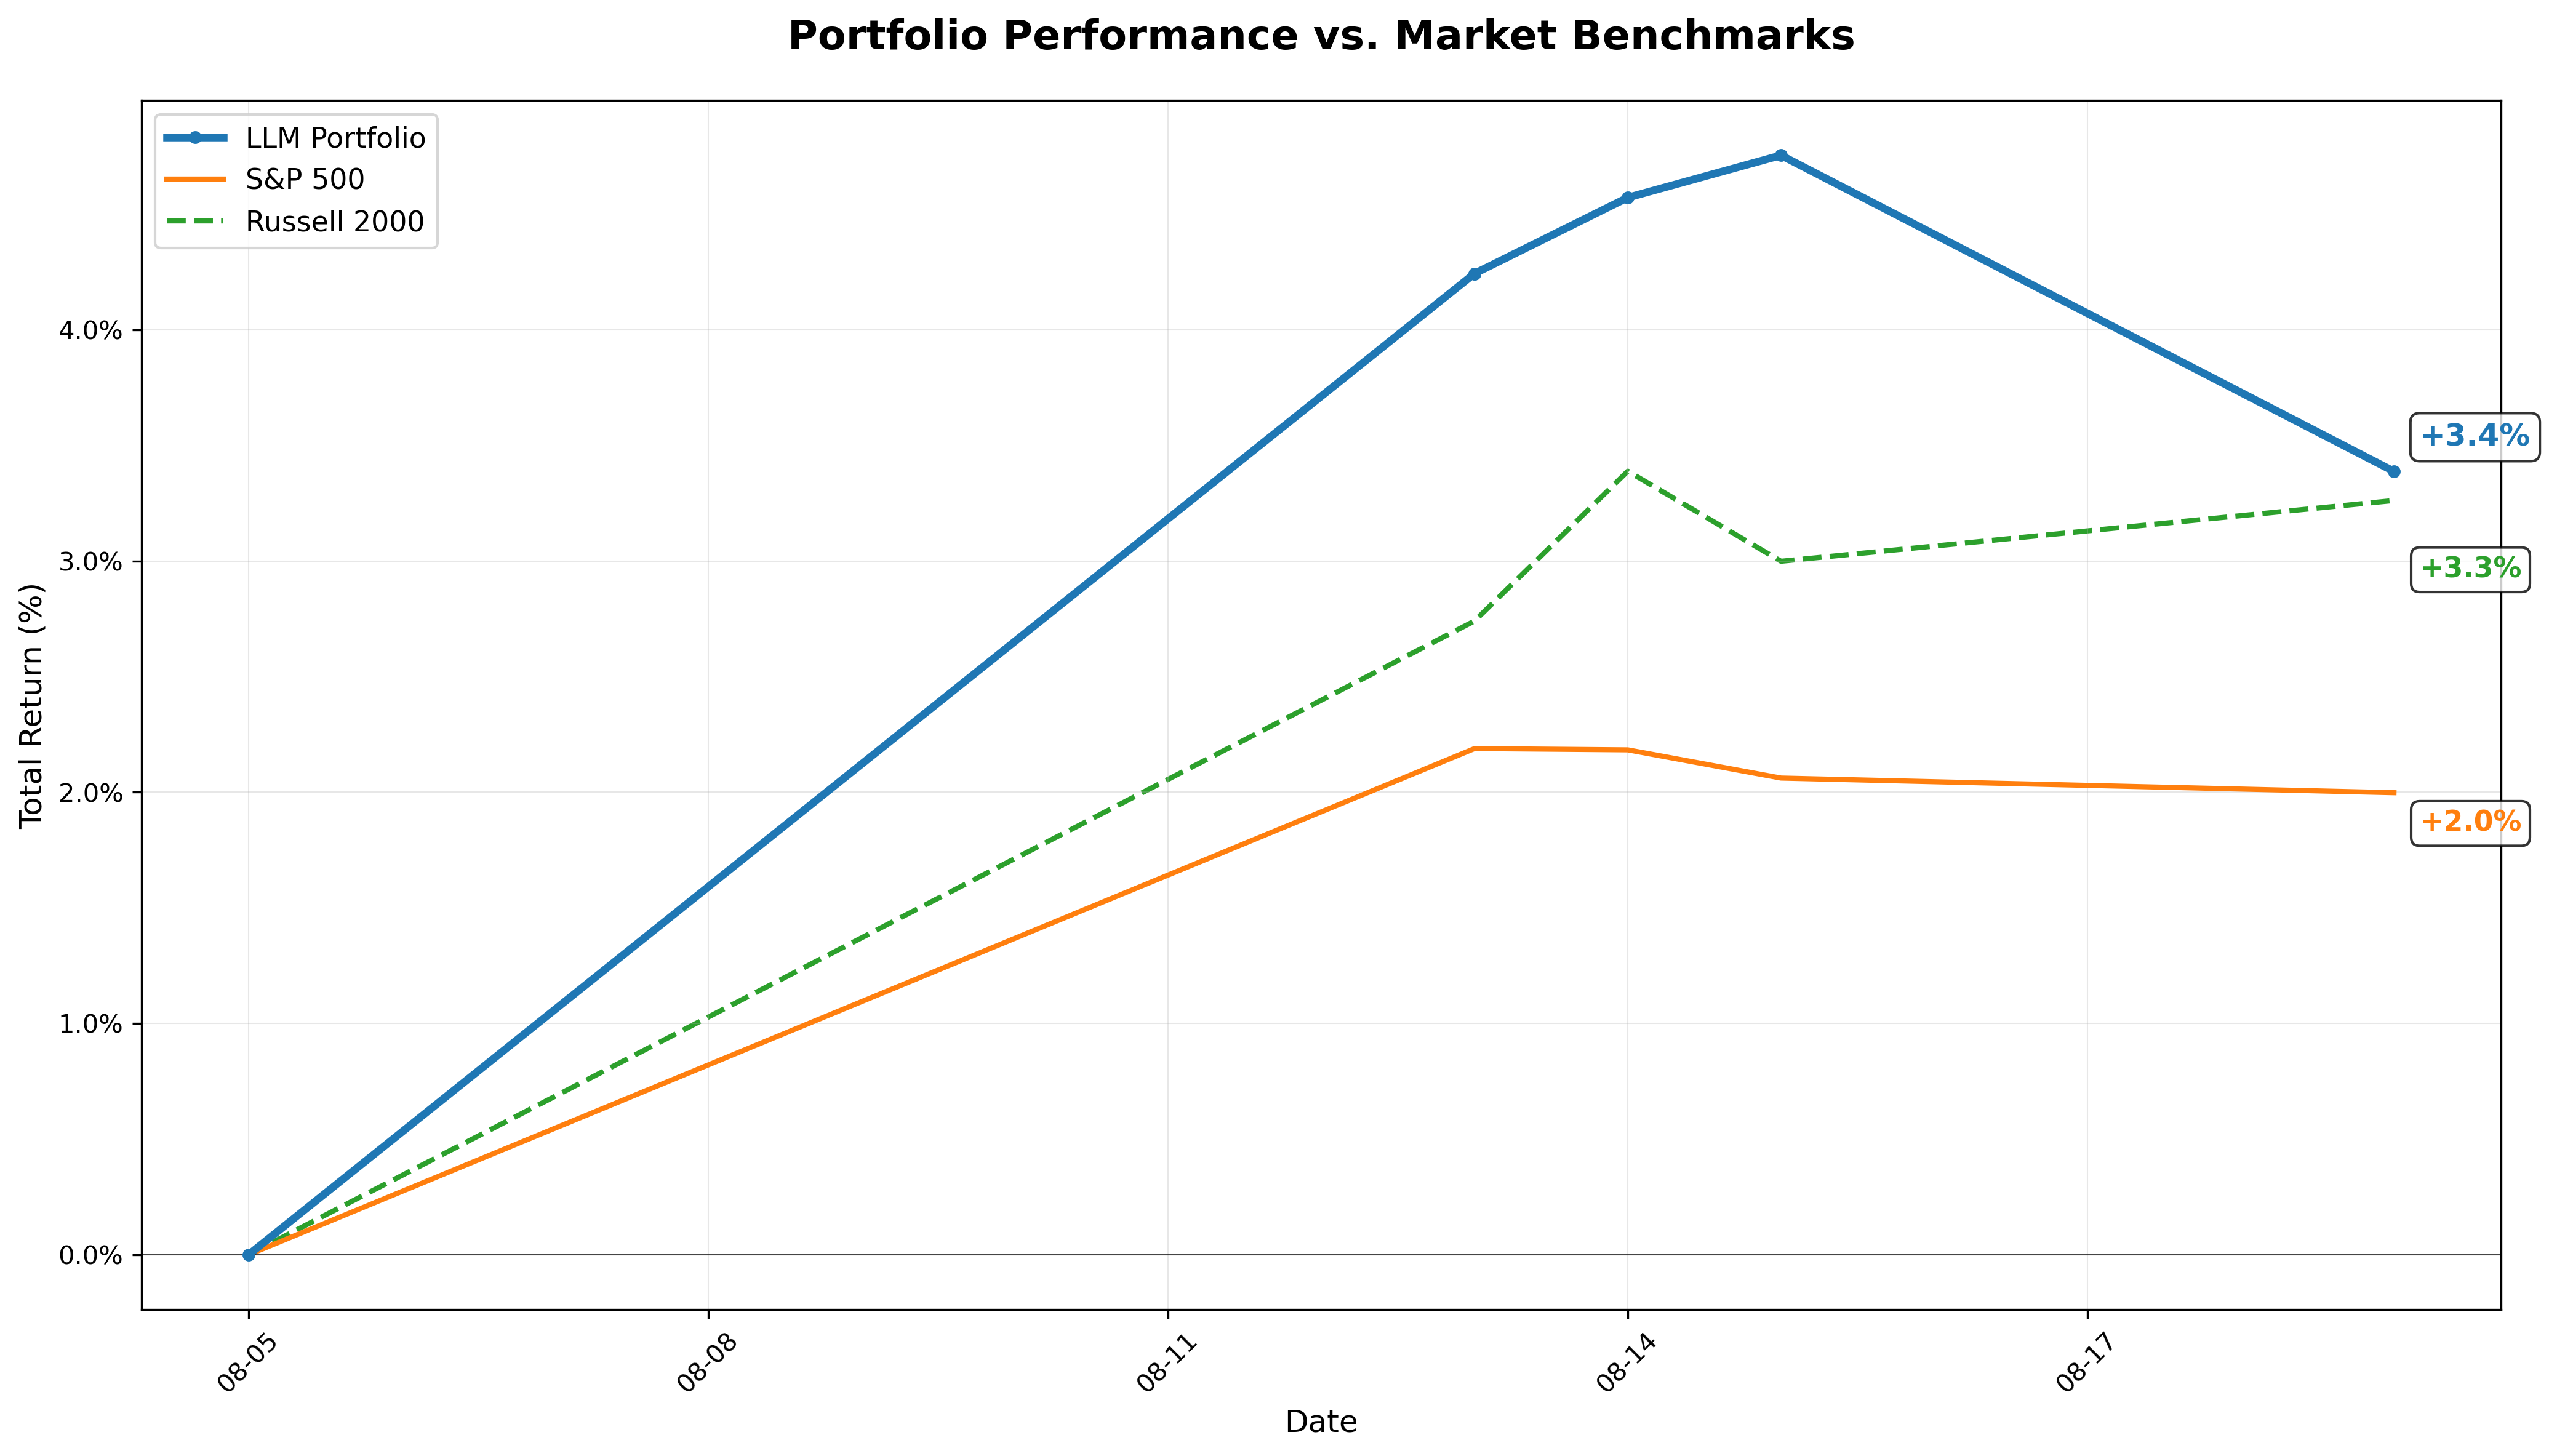 Portfolio Performance vs. Market Benchmarks
LLM Portfolio
S&P 500
Russell 2000
4.0%
3.0%
2.0%
1.0%
0.0%
Total Return (%)
+3.4%
+3.3%
+2.0%
08-05
08-08
08-11
08-14
08-17
Date